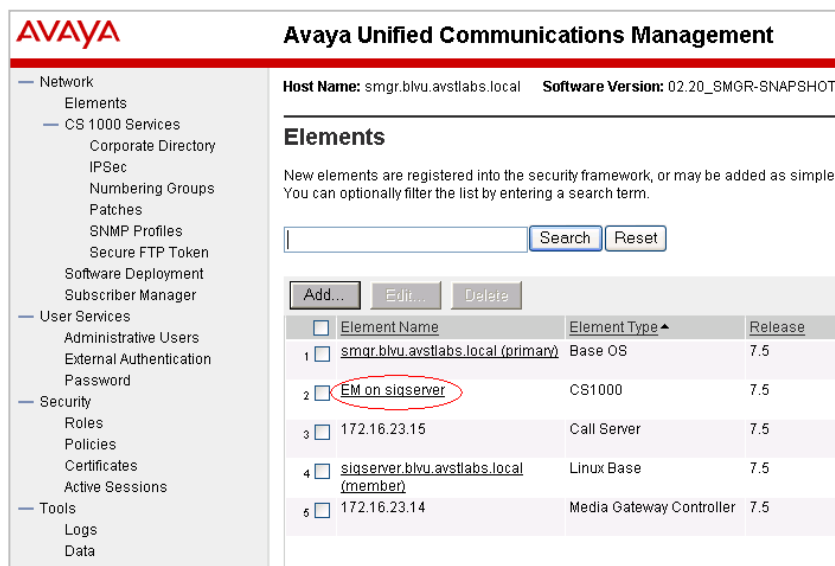 AVAYA
Avaya Unified Communications Management
— Network
Elements
— CS 1000 Services
Corporate Directory
IPSec
Numbering Groups
Patches
SNMP Profiles
Secure FTP Token
Software Deployment
Subscriber Manager
— User Services
Administrative Users
External Authentication
Password
— Security
Roles
Policies
Certificates
Active Sessions
— Tools
Logs
Data
Host Name: smgr.blvu.avstlabs.local Software Version: 02.20_SMGR-SNAPSHOT
Elements
New elements are registered into the security framework, or may be added as simple
You can optionally filter the list by entering a search term.
Search Reset
Add... Edit... Delete
Element Name Element Type Release
1 smgr.blvu.avstlabs.local (primary) Base OS 7.5
2 EM on sigserver CS1000 7.5
3 172.16.23.15 Call Server 7.5
4 sigserver.blvu.avstlabs.local Linux Base 7.5
(member)
5 172.16.23.14 Media Gateway Controller 7.5